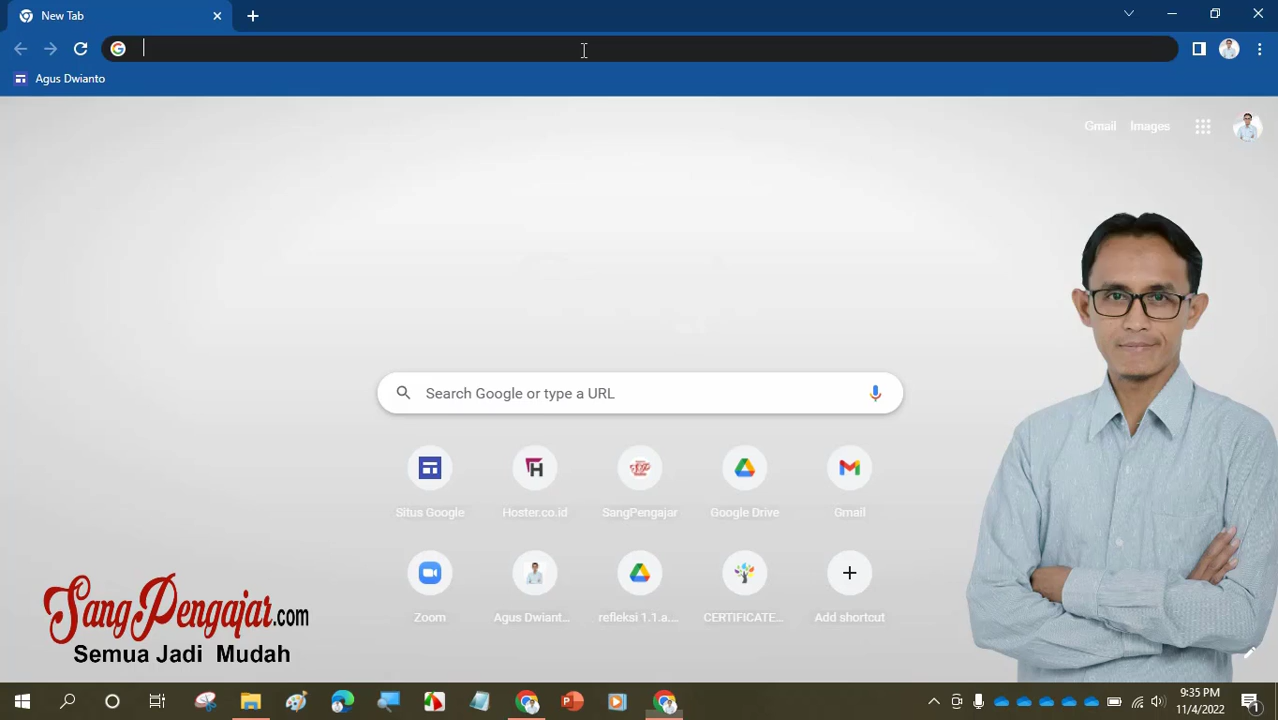 New Tab
Agus Dwianto
Gmail Images
Search Google or type a URL
Situs Google
Hoster.co.id
SangPengajar
Google Drive
Gmail
Zoom
Agus Dwiant...
refleksi 1.1.a....
CERTIFICATE...
Add shortcut
SangPengajar.com
Semua Jadi Mudah
9:35 PM
11/4/2022
1